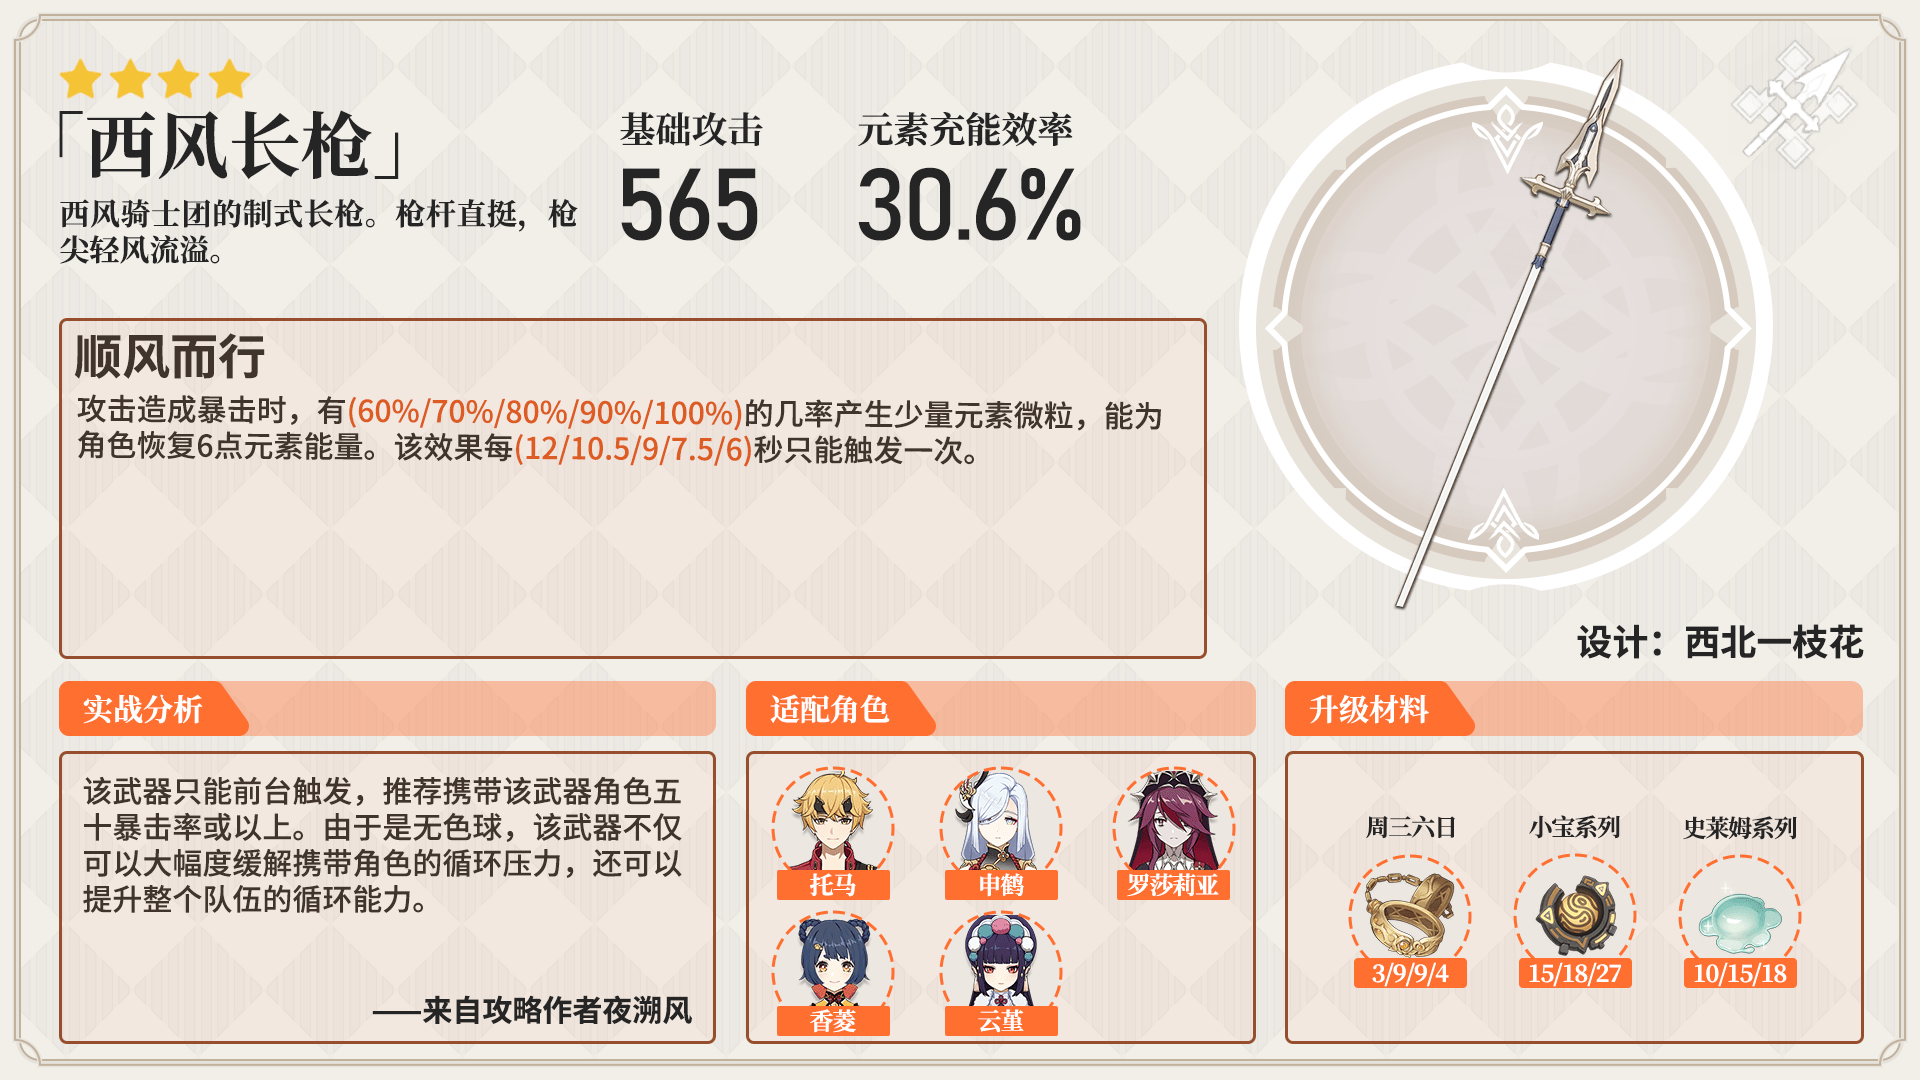 「西风长枪」
西风骑士团的制式长枪。枪杆直挺，枪
尖轻风流溢。
基础攻击
565
元素充能效率
30.6%
顺风而行
攻击造成暴击时，有(60%/70%/80%/90%/100%)的几率产生少量元素微粒，能为
角色恢复6点元素能量。该效果每(12/10.5/9/7.5/6)秒只能触发一次。
设计：西北一枝花
实战分析
该武器只能前台触发，推荐携带该武器角色五
十暴击率或以上。由于是无色球，该武器不仅
可以大幅度缓解携带角色的循环压力，还可以
提升整个队伍的循环能力。
——来自攻略作者夜溯风
适配角色
托马
申鹤
罗莎莉亚
香菱
云堇
升级材料
周三六日
小宝系列
史莱姆系列
3/9/9/4
15/18/27
10/15/18